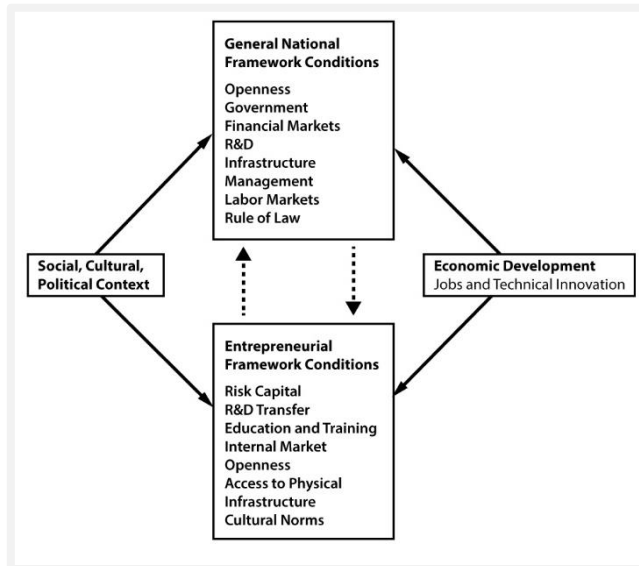 General National
Framework Conditions
Openness
Government
Financial Markets
R&D
Infrastructure
Management
Labor Markets
Rule of Law
Social, Cultural,
Political Context
Economic Development
Jobs and Technical Innovation
Entrepreneurial
Framework Conditions
Risk Capital
R&D Transfer
Education and Training
Internal Market
Openness
Access to Physical
Infrastructure
Cultural Norms